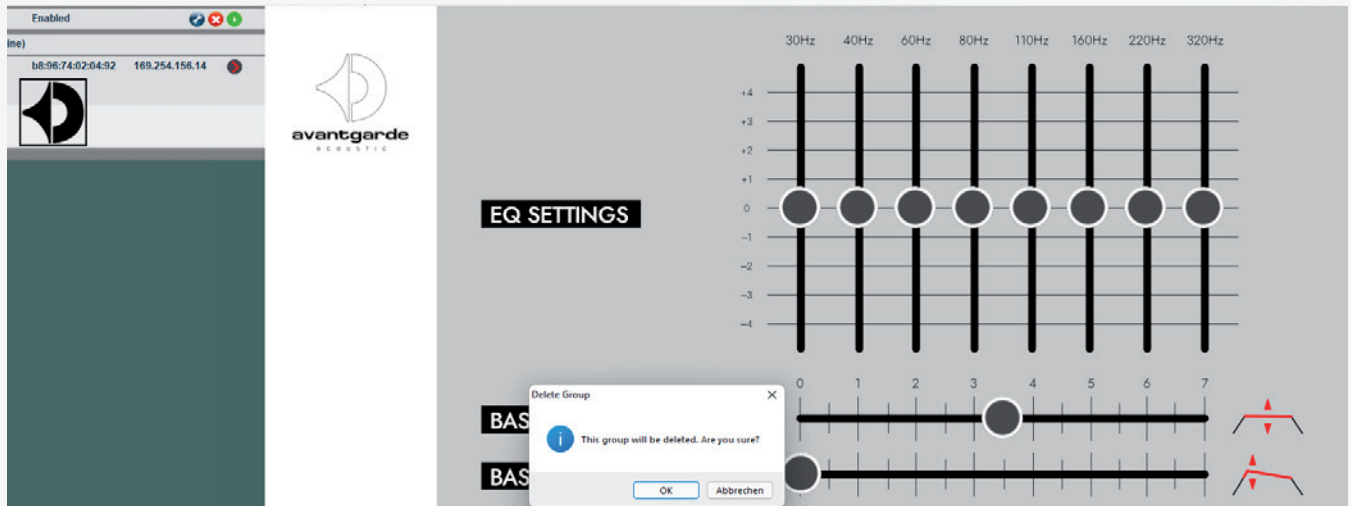 Enabled
ine)
b8:96:74:02:04:92 169.254.156.14
avantgarde
ACOUSTIC
30Hz 40Hz 60Hz 80Hz 110Hz 160Hz 220Hz 320Hz
+4
+3
+2
+1
0
–1
–2
–3
–4
EQ SETTINGS
0 1 2 3 4 5 6 7
BAS
BAS
Delete Group
This group will be deleted. Are you sure?
OK Abbrechen